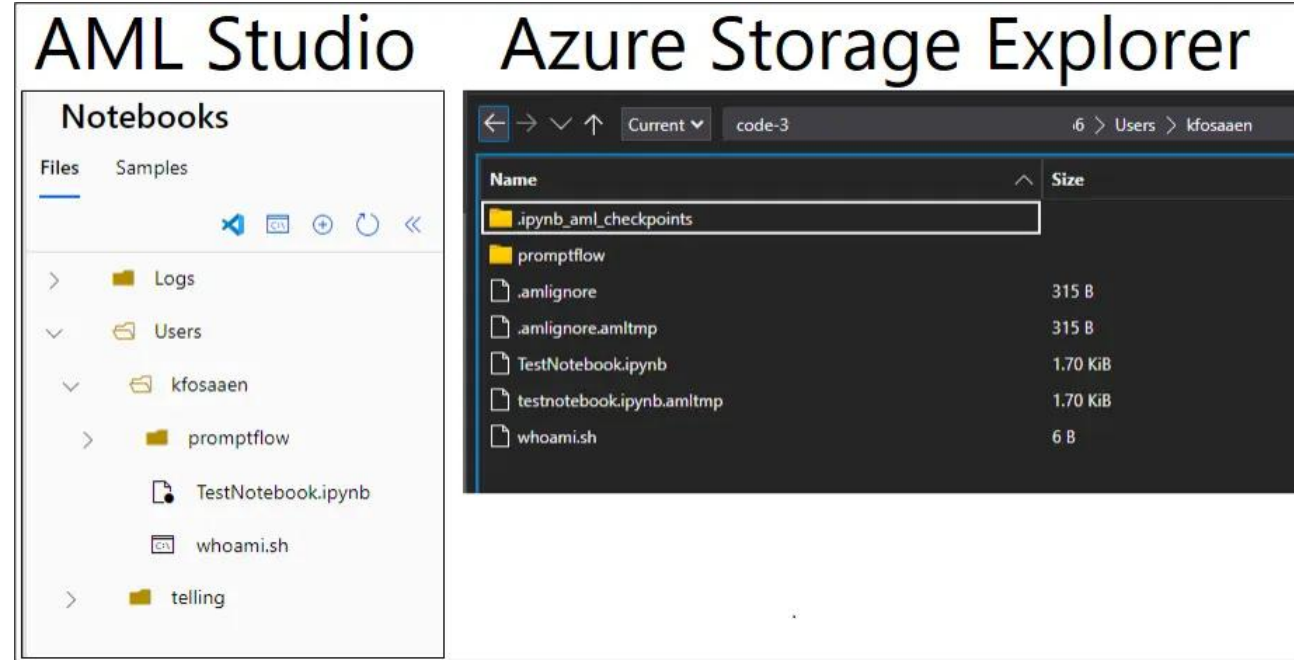 AML Studio
Azure Storage Explorer
Notebooks
Files Samples
Logs
Users
kfosaaen
promptflow
TestNotebook.ipynb
whoami.sh
telling
Current code-3 6 > Users > kfosaaen
Name Size
.ipynb_aml_checkpoints
promptflow
.amlignore 315 B
.amlignore.amltmp 315 B
TestNotebook.ipynb 1.70 KiB
testnotebook.ipynb.amltmp 1.70 KiB
whoami.sh 6 B